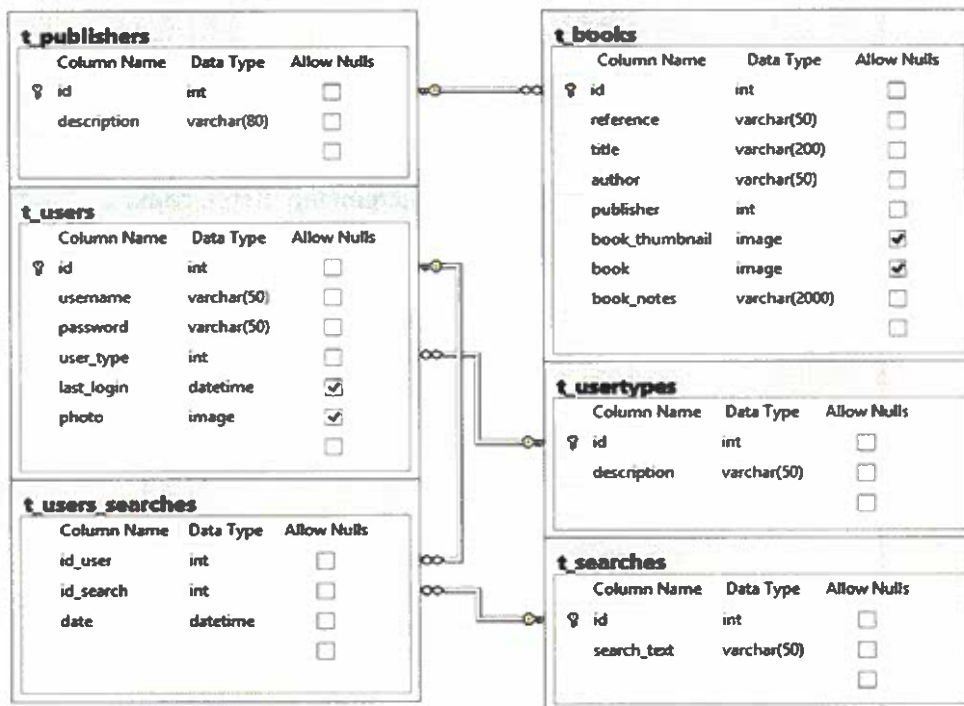 t_publishers
Column Name Data Type Allow Nulls
id int
description varchar(80)
t_users
Column Name Data Type Allow Nulls
id int
username varchar(50)
password varchar(50)
user_type int
last_login datetime
photo image
t_users_searches
Column Name Data Type Allow Nulls
id_user int
id_search int
date datetime
t_books
Column Name Data Type Allow Nulls
id int
reference varchar(50)
title varchar(200)
author varchar(50)
publisher int
book_thumbnail image
book image
book_notes varchar(2000)
t_usertypes
Column Name Data Type Allow Nulls
id int
description varchar(50)
t_searches
Column Name Data Type Allow Nulls
id int
search_text varchar(50)